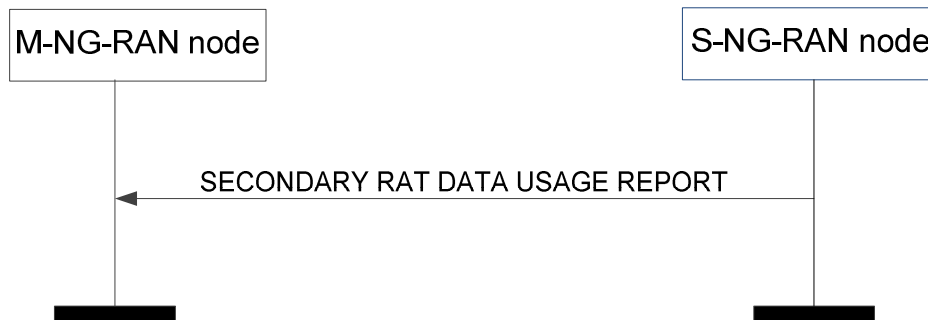 M-NG-RAN node
S-NG-RAN node
SECONDARY RAT DATA USAGE REPORT